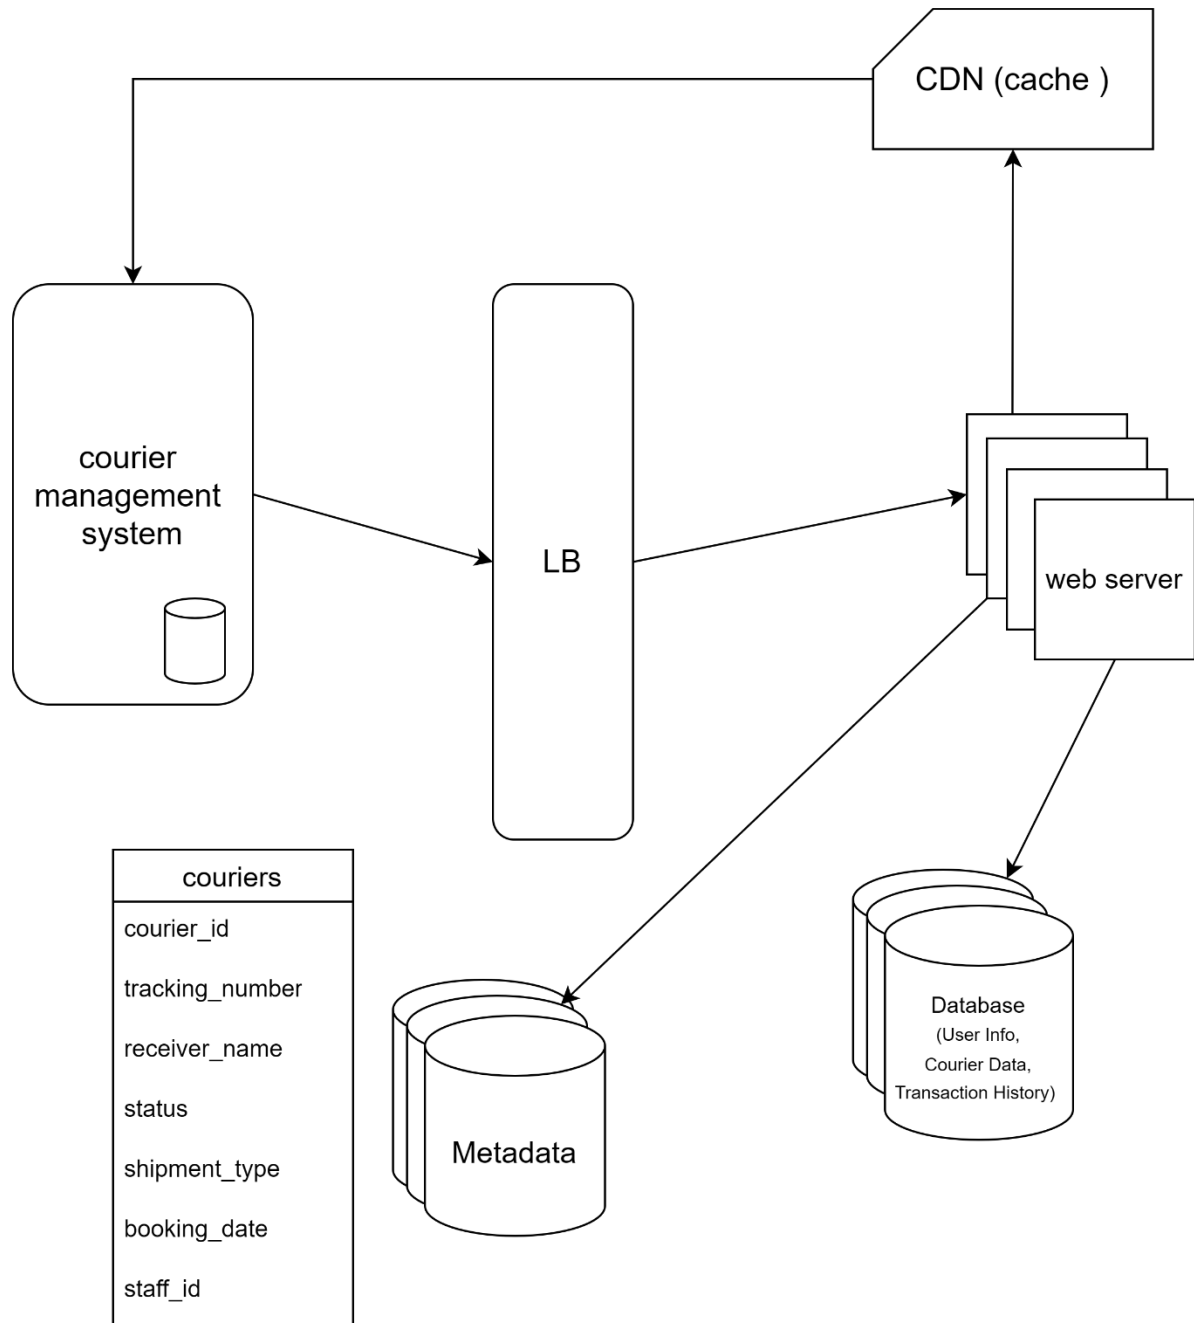 CDN (cache )
courier
management
system
LB
web server
couriers
courier_id
tracking_number
receiver_name
status
shipment_type
booking_date
staff_id
Metadata
Database
(User Info,
Courier Data,
Transaction History)